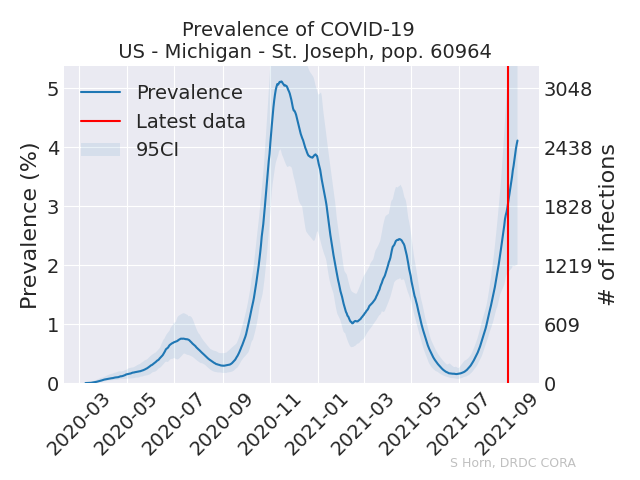 Prevalence of COVID-19
US - Michigan - St. Joseph, pop. 60964
Prevalence
Latest data
95CI
Prevalence (%)
5
4
3
2
1
0
3048
2438
1828
1219
609
0
# of infections
2020-03
2020-05
2020-07
2020-09
2020-11
2021-01
2021-03
2021-05
2021-07
2021-09
S Horn, DRDC CORA